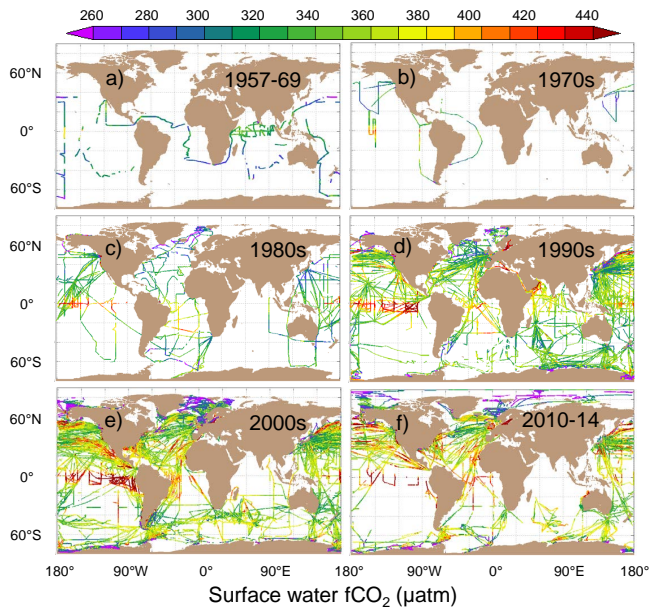 260 280 300 320 340 360 380 400 420 440
60°N
0°
60°S
a) 1957-69
b) 1970s
60°N
0°
60°S
c) 1980s
d) 1990s
60°N
0°
60°S
e) 2000s
f) 2010-14
180° 90°W 0° 90°E 180° 90°W 0° 90°E 180°
Surface water fCO₂ (µatm)